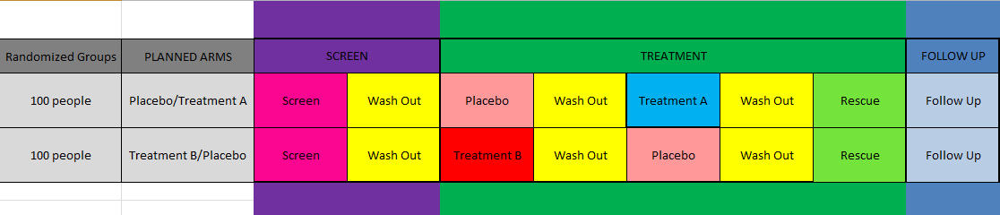 Randomized Groups PLANNED ARMS SCREEN TREATMENT FOLLOW UP
100 people Placebo/Treatment A Screen Wash Out Placebo Wash Out Treatment A Wash Out Rescue Follow Up
100 people Treatment B/Placebo Screen Wash Out Treatment B Wash Out Placebo Wash Out Rescue Follow Up